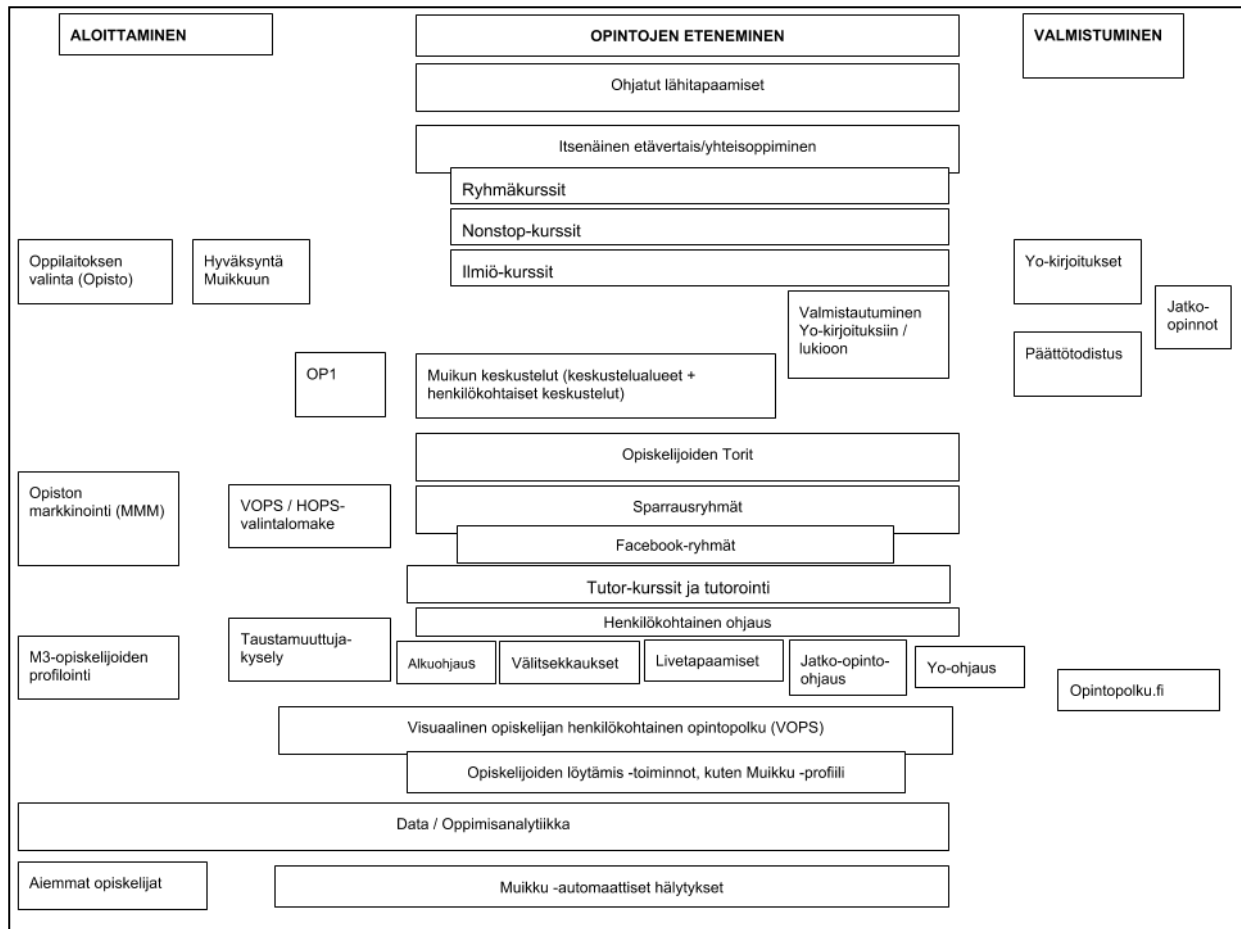 ALOITTAMINEN
OPINTOJEN ETENEMINEN
VALMISTUMINEN
Ohjatut lähitapaamiset
Itsenäinen etävertais/yhteisoppiminen
Ryhmäkurssit
Nonstop-kurssit
Ilmiö-kurssit
Oppilaitoksen
valinta (Opisto)
Hyväksyntä
Muikkuun
Yo-kirjoitukset
Jatko-
opinnot
Valmistautuminen
Yo-kirjoituksiin /
lukioon
Päättötodistus
OP1
Muikun keskustelut (keskustelualueet +
henkilökohtaiset keskustelut)
Opiskelijoiden Torit
Opiston
markkinointi (MMM)
VOPS / HOPS-
valintalomake
Sparrausryhmät
Facebook-ryhmät
Tutor-kurssit ja tutorointi
Henkilökohtainen ohjaus
M3-opiskelijoiden
profilointi
Taustamuuttuja-
kysely
Alkuohjaus
Välitsekkaukset
Livetapaamiset
Jatko-opinto-
ohjaus
Yo-ohjaus
Opintopolku.fi
Visuaalinen opiskelijan henkilökohtainen opintopolku (VOPS)
Opiskelijoiden löytämis -toiminnot, kuten Muikku -profiili
Data / Oppimisanalytiikka
Aiemmat opiskelijat
Muikku -automaattiset hälytykset